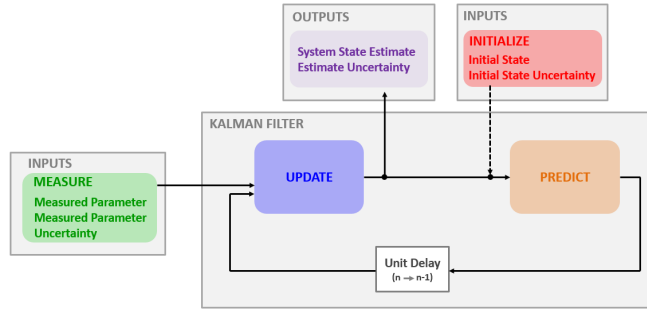 OUTPUTS
System State Estimate
Estimate Uncertainty
INPUTS
INITIALIZE
Initial State
Initial State Uncertainty
KALMAN FILTER
INPUTS
MEASURE
Measured Parameter
Measured Parameter
Uncertainty
UPDATE
PREDICT
Unit Delay
(n → n-1)